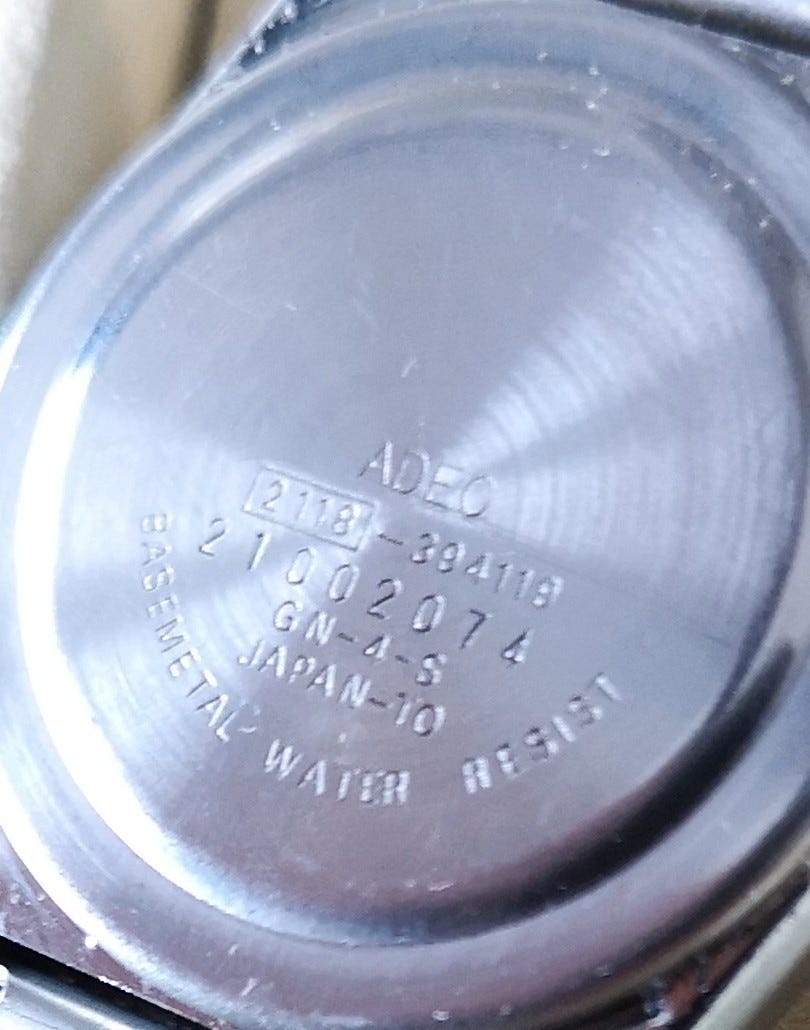 ADEC
2118-394118
21002074
GN-4-S
JAPAN-10
BASEMETAL WATER RESIST